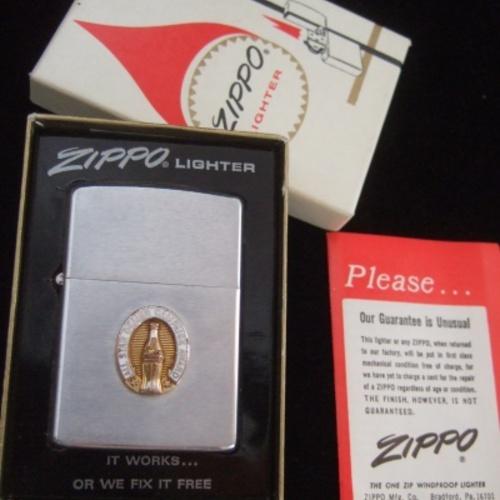 ZIPPO®
LIGHTER
ZIPPO® LIGHTER
IT WORKS...
OR WE FIX IT FREE
Please...
Our Guarantee is Unusual
This lighter or any ZIPPO, when returned
to our factory, will be put in first class
mechanical condition free of charge, for
we have yet to charge a cent for the repair
of a ZIPPO regardless of age or condition.
THE FINISH, HOWEVER, IS NOT
GUARANTEED.
ZIPPO
THE ONE ZIP WINDPROOF LIGHTER
ZIPPO Mfg. Co. Bradford, Pa. 16701